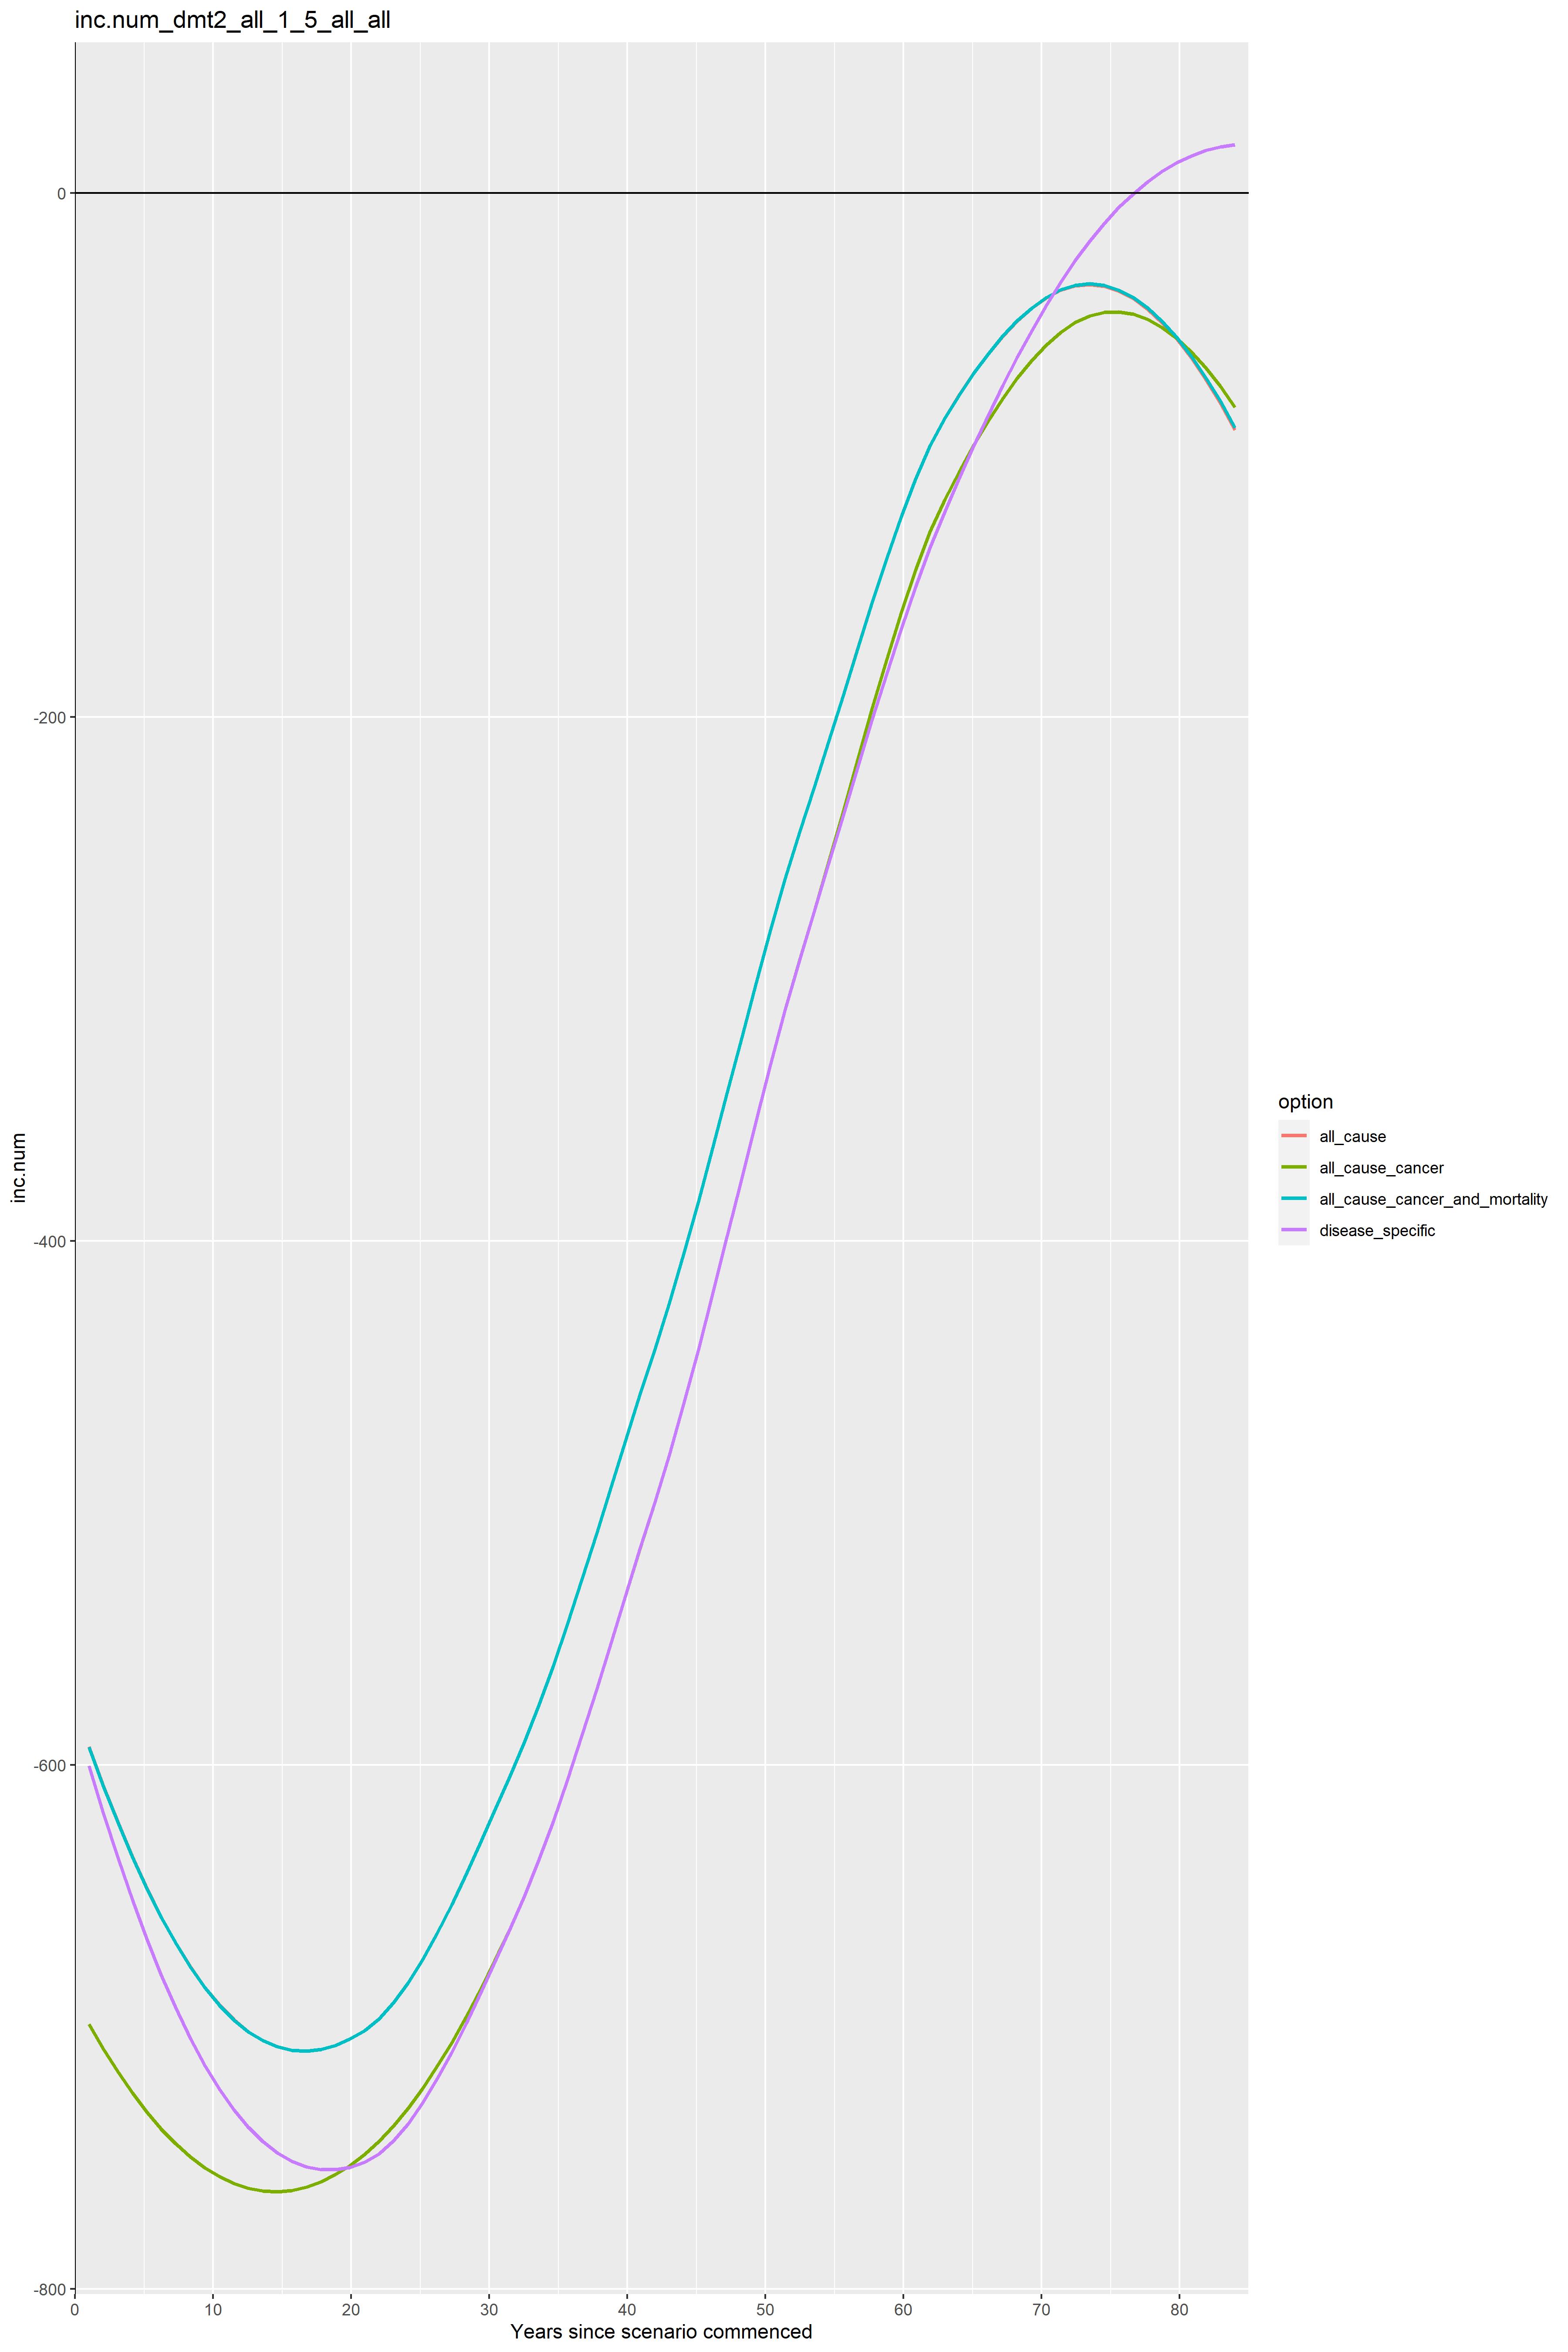 inc.num_dmt2_all_1_5_all_all
0
-200
-400
-600
-800
inc.num
0 10 20 30 40 50 60 70 80
Years since scenario commenced
option
all_cause
all_cause_cancer
all_cause_cancer_and_mortality
disease_specific